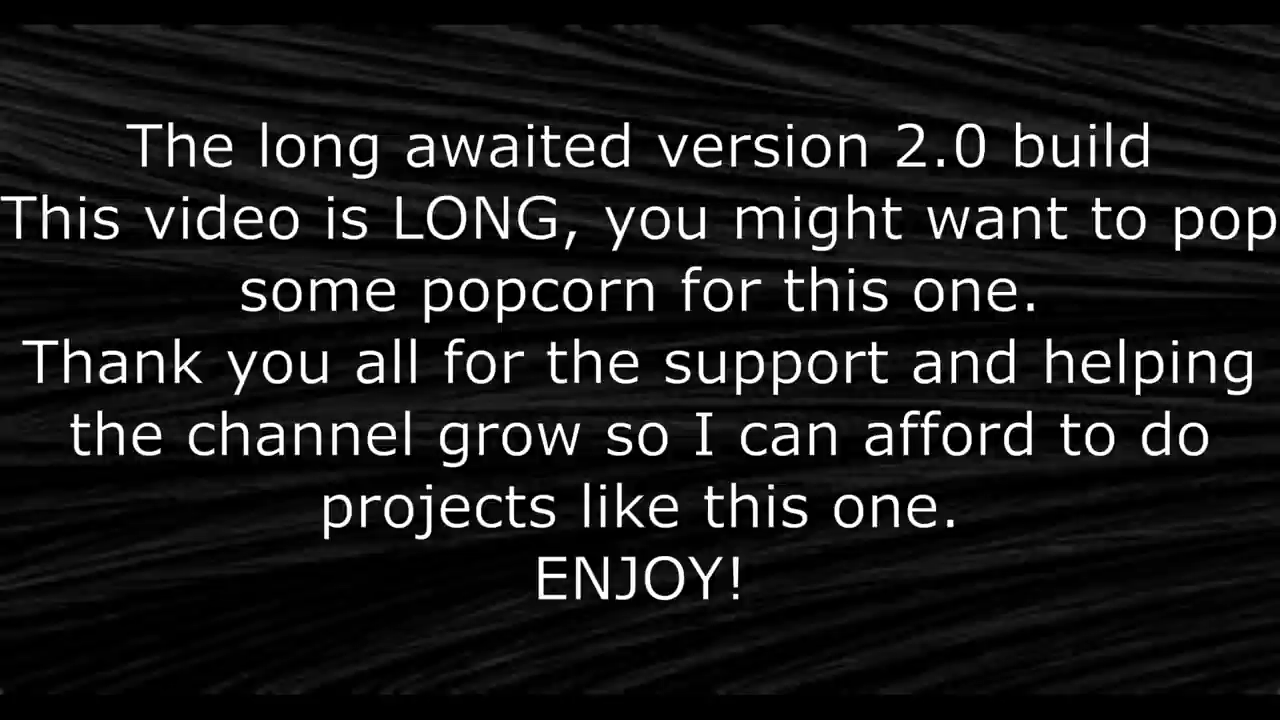 The long awaited version 2.0 build
This video is LONG, you might want to pop
some popcorn for this one.
Thank you all for the support and helping
the channel grow so I can afford to do
projects like this one.
ENJOY!